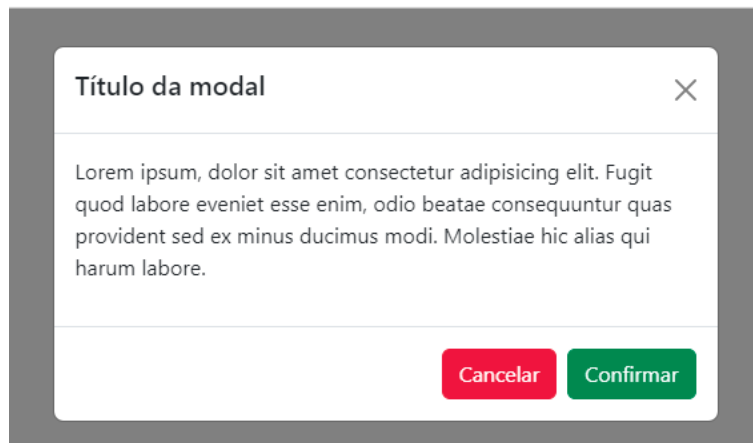 Título da modal
Lorem ipsum, dolor sit amet consectetur adipisicing elit. Fugit
quod labore eveniet esse enim, odio beatae consequuntur quas
provident sed ex minus ducimus modi. Molestiae hic alias qui
harum labore.
Cancelar Confirmar